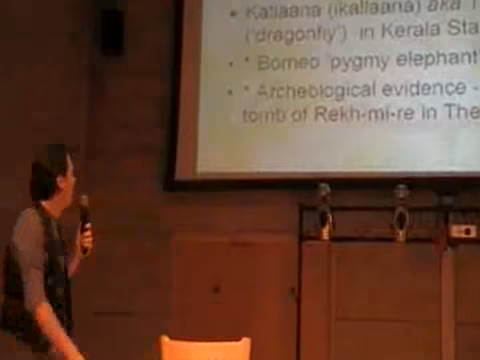 • Kallaana (ikallaana) aka
('dragonfly') in Kerala Sta
• * Borneo 'pygmy elephant'
• * Archeological evidence -
tomb of Rekh-mi-re in The